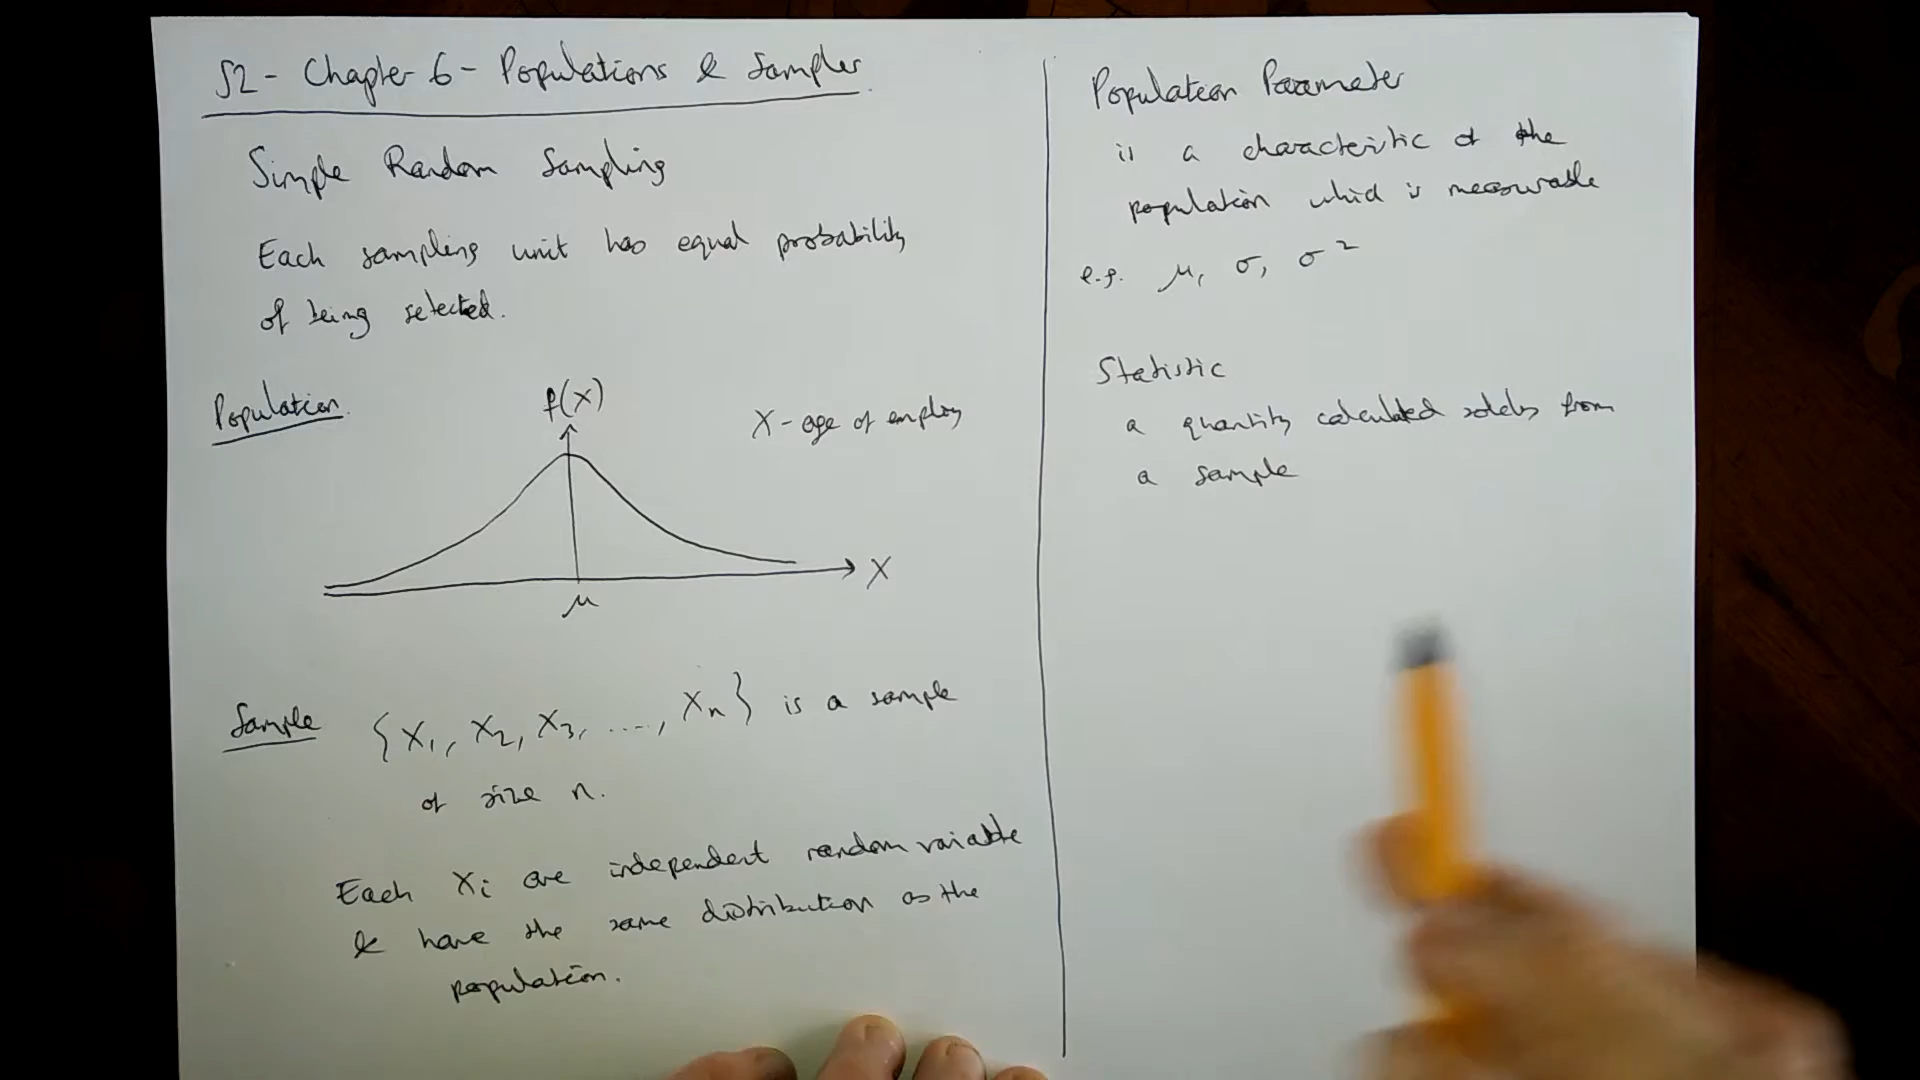 S2 - Chapter 6 - Populations & Samples
Simple Random Sampling
Each sampling unit has equal probability
of being selected.
Population
f(x)
X - age of employ
X
μ
Sample {X₁, X₂, X₃, ...., Xₙ} is a sample
of size n.
Each Xᵢ are independent random variable
& have the same distribution as the
population.
Population Parameter
is a characteristic of the
population which is measurable
e.g. μ, σ, σ²
Statistic
a quantity calculated solely from
a sample